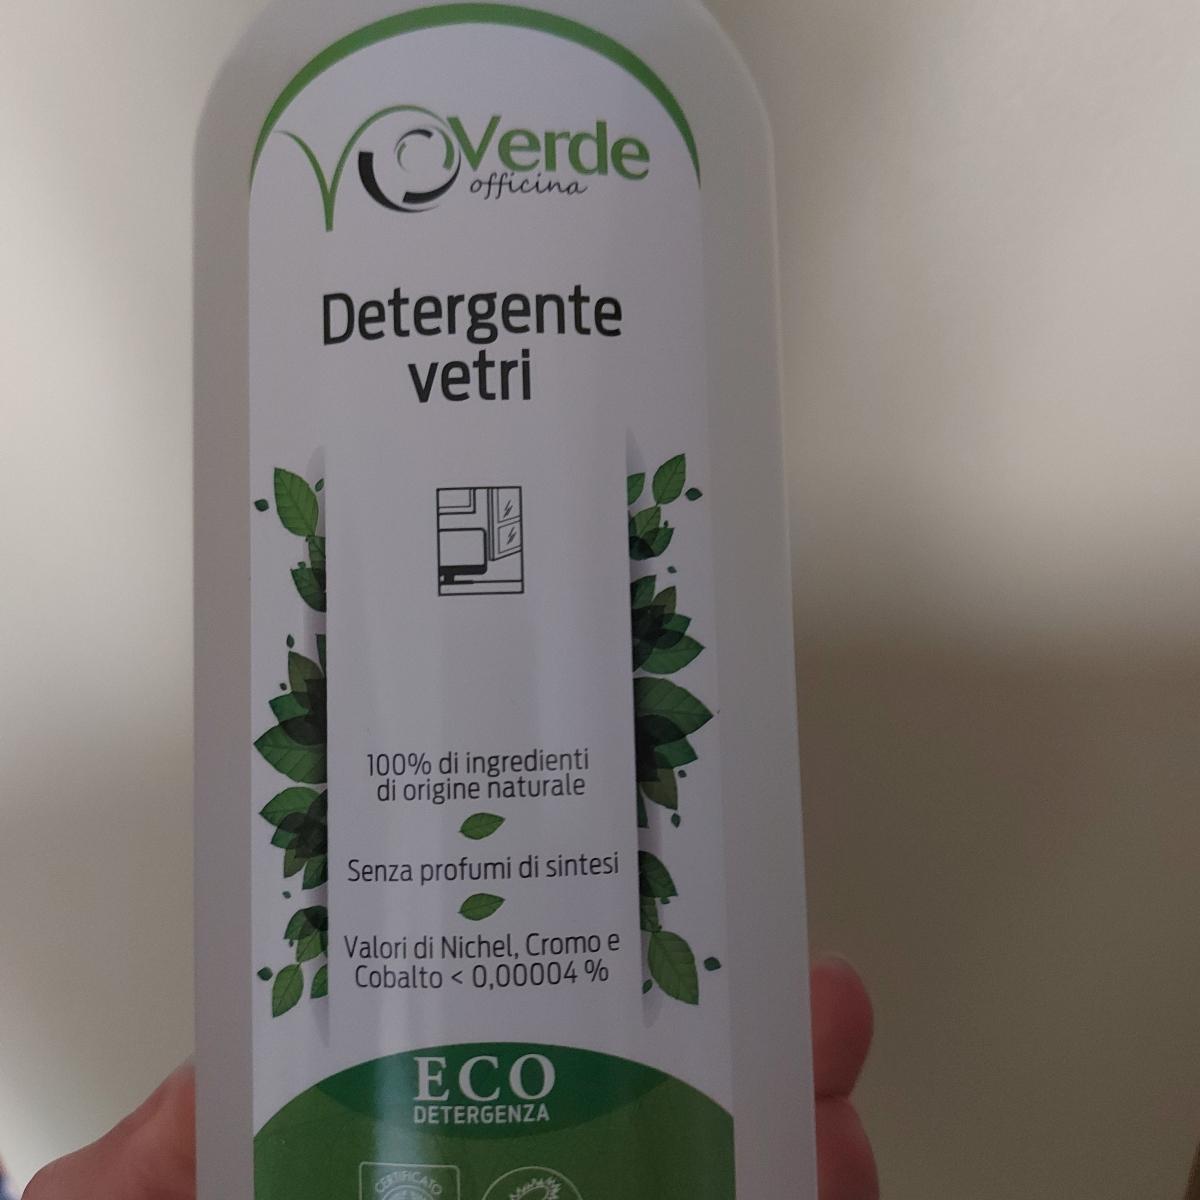 Verde
officina
Detergente
vetri
100% di ingredienti
di origine naturale
Senza profumi di sintesi
Valori di Nichel, Cromo e
Cobalto < 0,00004 %
ECO
DETERGENZA
CERTIFICATO